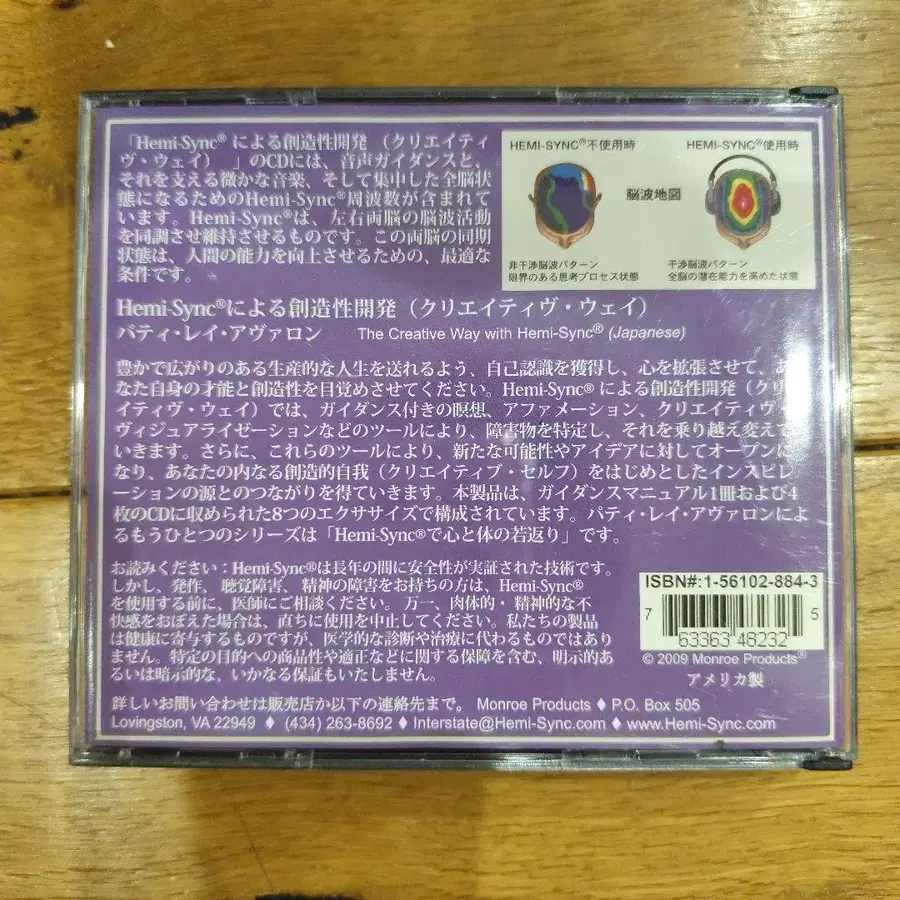 「Hemi-Sync® による創造性開発 (クリエイティ
ヴ・ウェイ) 」のCDには、音声ガイダンスと、
それを支える微かな音楽、そして集中した全脳状
態になるためのHemi-Sync®周波数が含まれて
います。Hemi-Sync®は、左右両脳の脳波活動
を同調させ維持させるものです。この両脳の同期
状態は、人間の能力を向上させるための、最適な
条件です。
HEMI-SYNC®不使用時
HEMI-SYNC®使用時
脳波地図
非干渉脳波パターン
限界のある思考プロセス状態
干渉脳波パターン
全脳の潜在能力を高めた状態
Hemi-Sync®による創造性開発 (クリエイティヴ・ウェイ)
パティ・レイ・アヴァロン The Creative Way with Hemi-Sync® (Japanese)
豊かで広がりのある生産的な人生を送れるよう、自己認識を獲得し、心を拡張させて、あ
なた自身の才能と創造性を目覚めさせてください。Hemi-Sync® による創造性開発 (クリ
エイティヴ・ウェイ) では、ガイダンス付きの瞑想、アファメーション、クリエイティヴ・
ヴィジュアライゼーションなどのツールにより、障害物を特定し、それを乗り越え変えて
いきます。さらに、これらのツールにより、新たな可能性やアイデアに対してオープンに
なり、あなたの内なる創造的自我 (クリエイティブ・セルフ) をはじめとしたインスピレ
ーションの源とのつながりを得ていきます。本製品は、ガイダンスマニュアル1冊および4
枚のCDに収められた8つのエクササイズで構成されています。パティ・レイ・アヴァロンによ
るもうひとつのシリーズは「Hemi-Sync®で心と体の若返り」です。
お読みください:Hemi-Sync®は長年の間に安全性が実証された技術です。
しかし、発作、 聴覚障害、 精神の障害をお持ちの方は、Hemi-Sync®
を使用する前に、医師にご相談ください。 万一、肉体的・ 精神的な不
快感をおぼえた場合は、直ちに使用を中止してください。私たちの製品
は健康に寄与するものですが、医学的な診断や治療に代わるものではあり
ません。特定の目的への商品性や適正などに関する保障を含む、明示的あ
るいは暗示的な、いかなる保証もいたしません。
ISBN#:1-56102-884-3
7 63363 48232 5
© 2009 Monroe Products®
アメリカ製
詳しいお問い合わせは販売店か以下の連絡先まで。 Monroe Products ♦ P.O. Box 505
Lovingston, VA 22949 ♦ (434) 263-8692 ♦ Interstate@Hemi-Sync.com ♦ www.Hemi-Sync.com